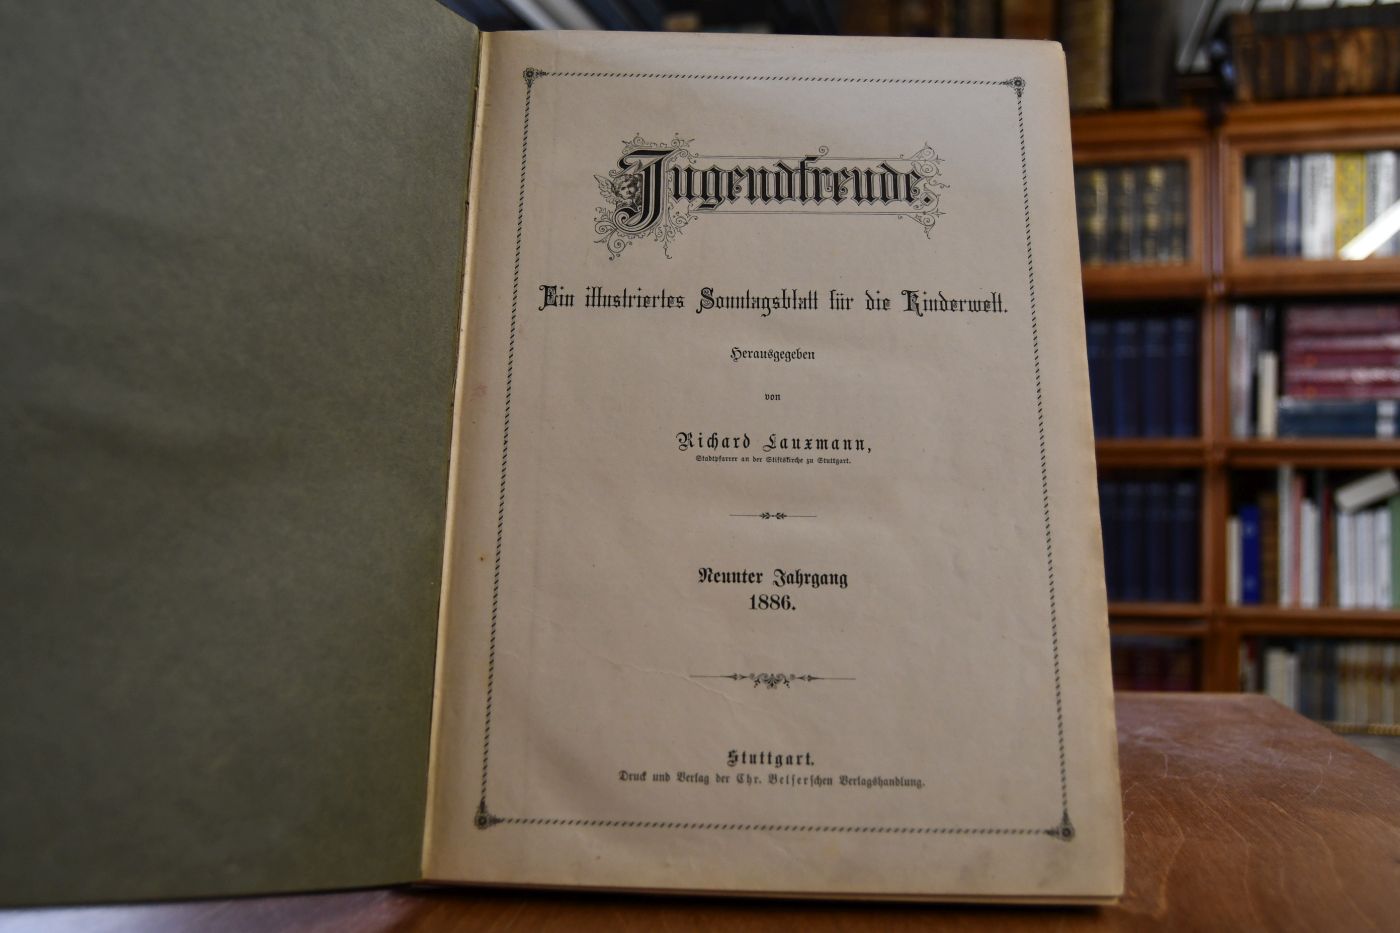 Jugendfreude.
Ein illustriertes Sonntagsblatt für die Kinderwelt.
Herausgegeben
von
Richard Lauxmann,
Stadtpfarrer an der Stiftskirche zu Stuttgart.
Neunter Jahrgang
1886.
Stuttgart.
Druck und Verlag der Chr. Belserschen Verlagshandlung.